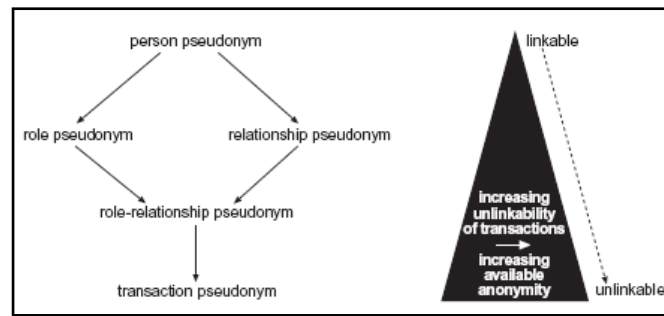 person pseudonym
role pseudonym
relationship pseudonym
role-relationship pseudonym
transaction pseudonym
linkable
increasing
unlinkability
of transactions
increasing
available
anonymity
unlinkable